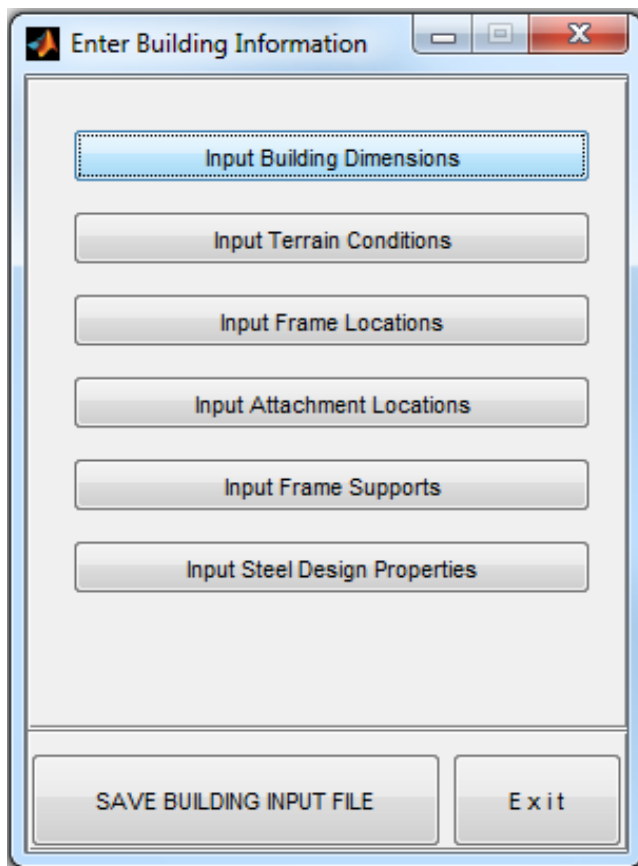 Enter Building Information
Input Building Dimensions
Input Terrain Conditions
Input Frame Locations
Input Attachment Locations
Input Frame Supports
Input Steel Design Properties
SAVE BUILDING INPUT FILE
E x i t